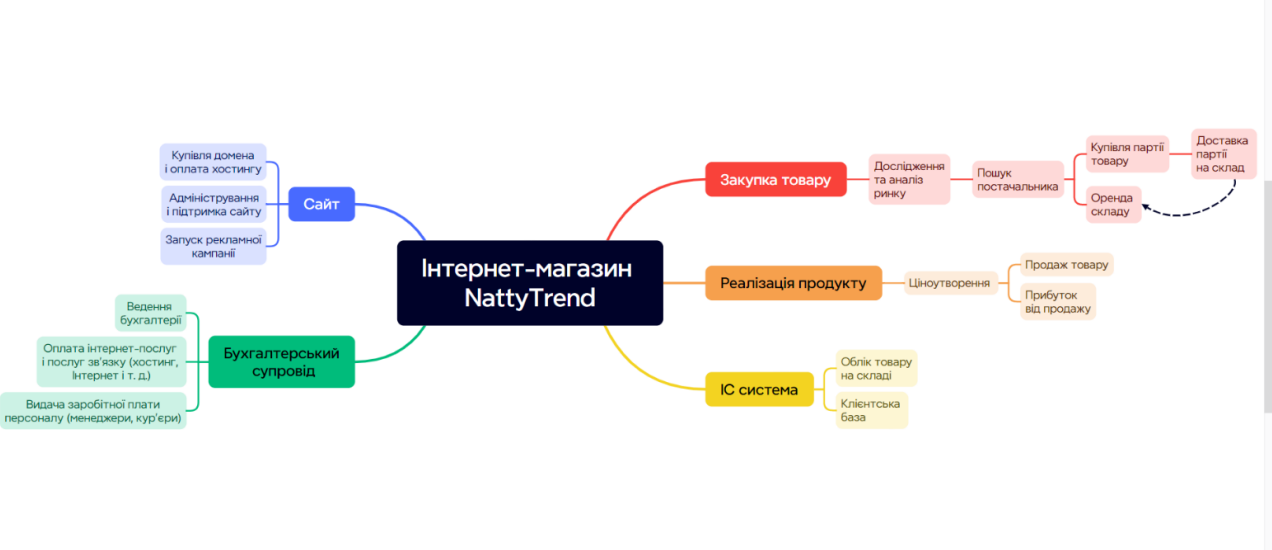 Інтернет-магазин
NattyTrend
Сайт
Купівля домена
і оплата хостингу
Адміністрування
і підтримка сайту
Запуск рекламної
кампанії
Бухгалтерський
супровід
Ведення
бухгалтерії
Оплата інтернет-послуг
і послуг зв'язку (хостинг,
Інтернет і т. д.)
Видача заробітної плати
персоналу (менеджери, кур'єри)
Закупка товару
Дослідження
та аналіз
ринку
Пошук
постачальника
Купівля партії
товару
Доставка
партії
на склад
Оренда
складу
Реалізація продукту
Ціноутворення
Продаж товару
Прибуток
від продажу
ІС система
Облік товару
на складі
Клієнтська
база